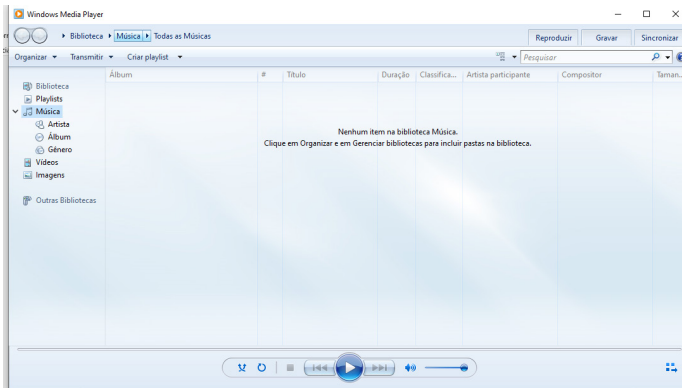 Windows Media Player
Biblioteca Música Todas as Músicas
Reproduzir Gravar Sincronizar
Organizar Transmitir Criar playlist Pesquisar
Álbum # Título Duração Classifica... Artista participante Compositor Taman...
Biblioteca
Playlists
Música
Artista
Álbum
Gênero
Vídeos
Imagens
Outras Bibliotecas
Nenhum item na biblioteca Música.
Clique em Organizar e em Gerenciar bibliotecas para incluir pastas na biblioteca.